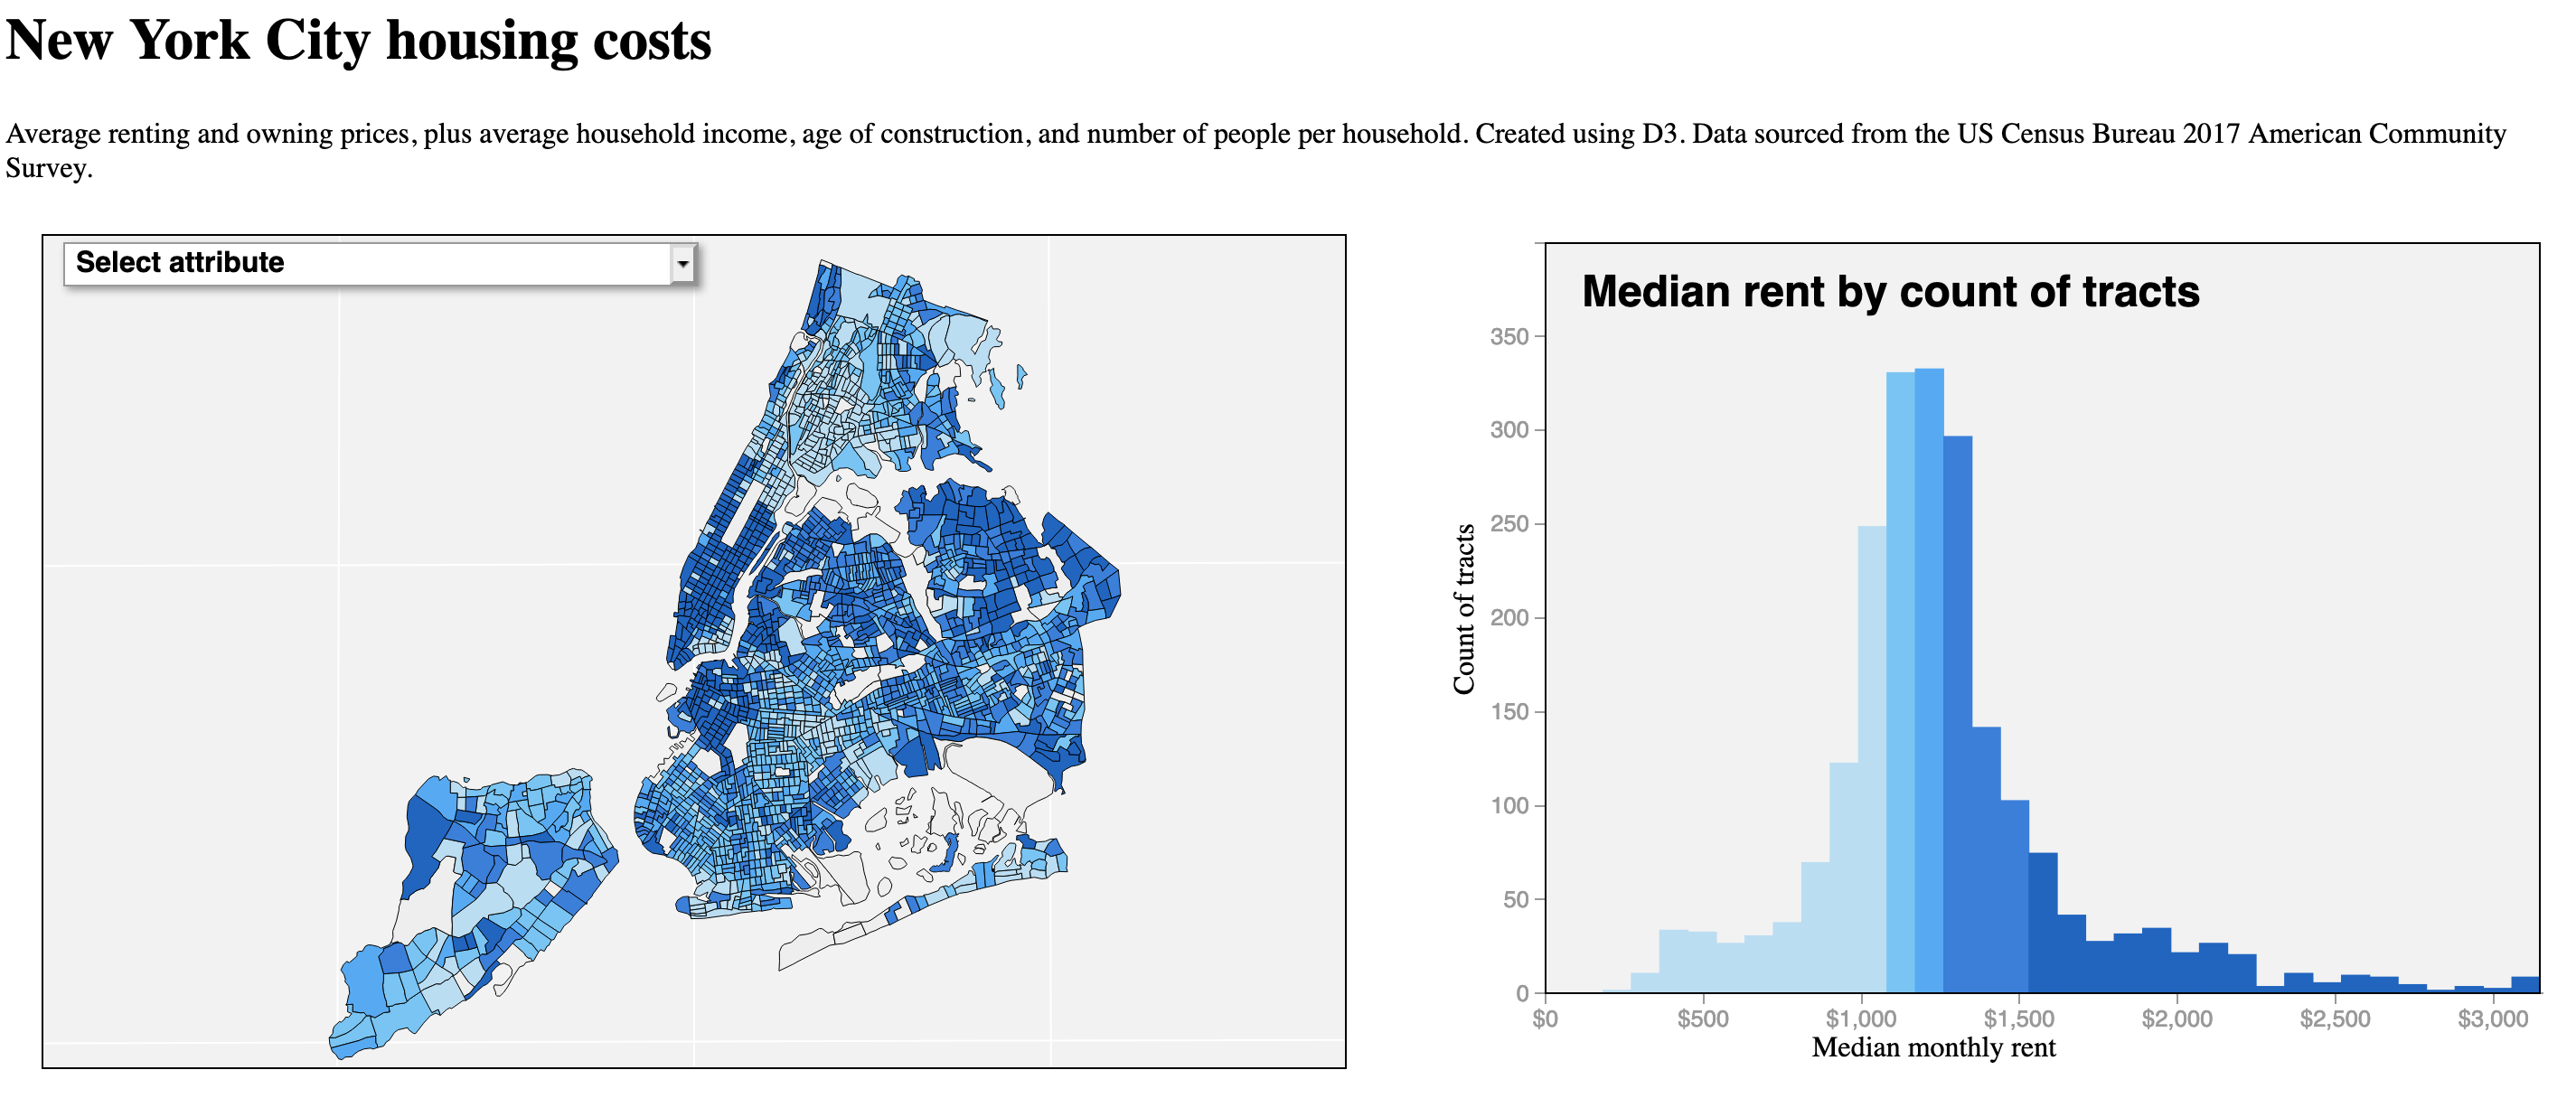 New York City housing costs
Average renting and owning prices, plus average household income, age of construction, and number of people per household. Created using D3. Data sourced from the US Census Bureau 2017 American Community
Survey.
Select attribute
Median rent by count of tracts
350
300
250
200
150
100
50
0
Count of tracts
$0 $500 $1,000 $1,500 $2,000 $2,500 $3,000
Median monthly rent